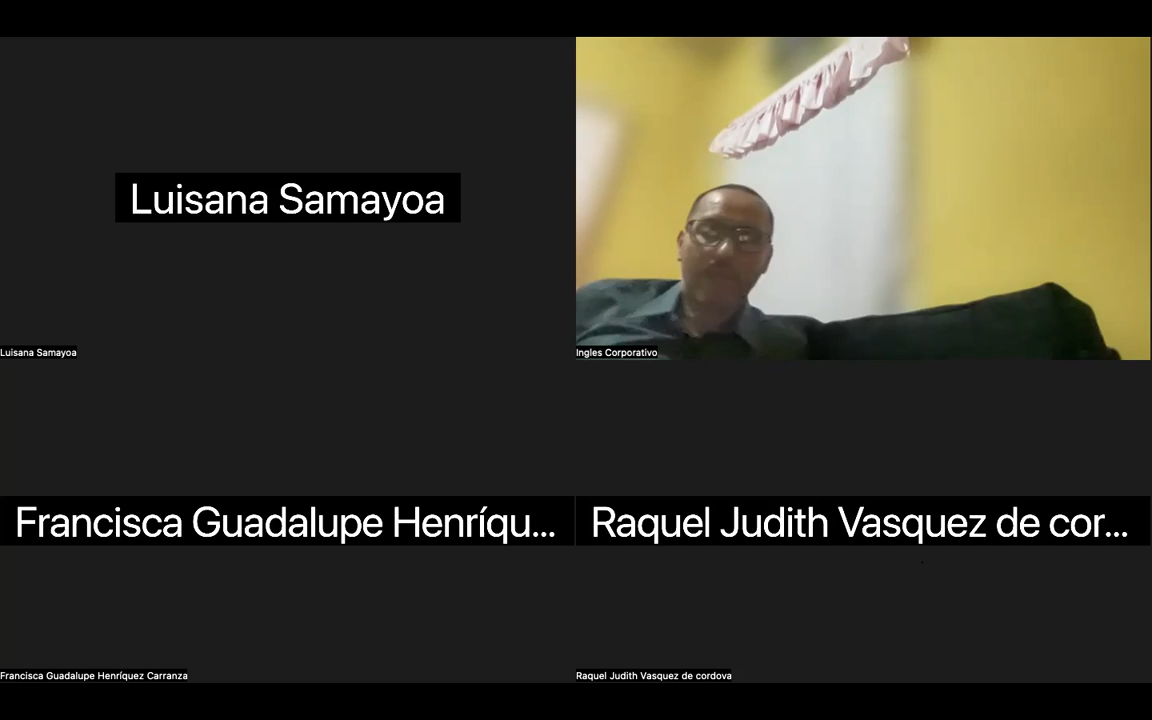 Luisana Samayoa
Luisana Samayoa
Ingles Corporativo
Francisca Guadalupe Henríqu...
Raquel Judith Vasquez de cor...
Francisca Guadalupe Henríquez Carranza
Raquel Judith Vasquez de cordova